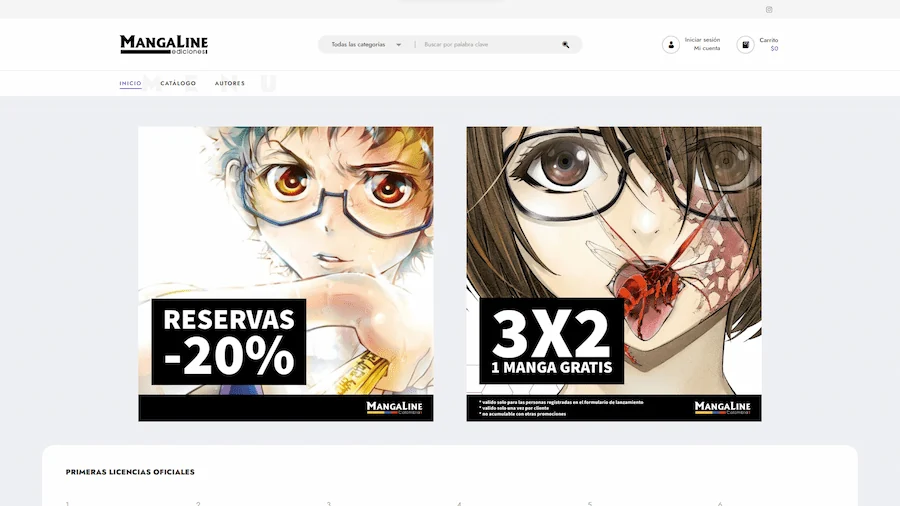 MANGALINE
ediciones
Todas las categorías
Buscar por palabra clave
Iniciar sesión
Mi cuenta
Carrito
$0
INICIO
CATÁLOGO
AUTORES
RESERVAS
-20%
MANGALINE
Colombia
3X2
1 MANGA GRATIS
* valido solo para las personas registradas en el formulario de lanzamiento
* valido solo una vez por cliente
* no acumulable con otras promociones
MANGALINE
Colombia
PRIMERAS LICENCIAS OFICIALES
1
2
3
4
5
6